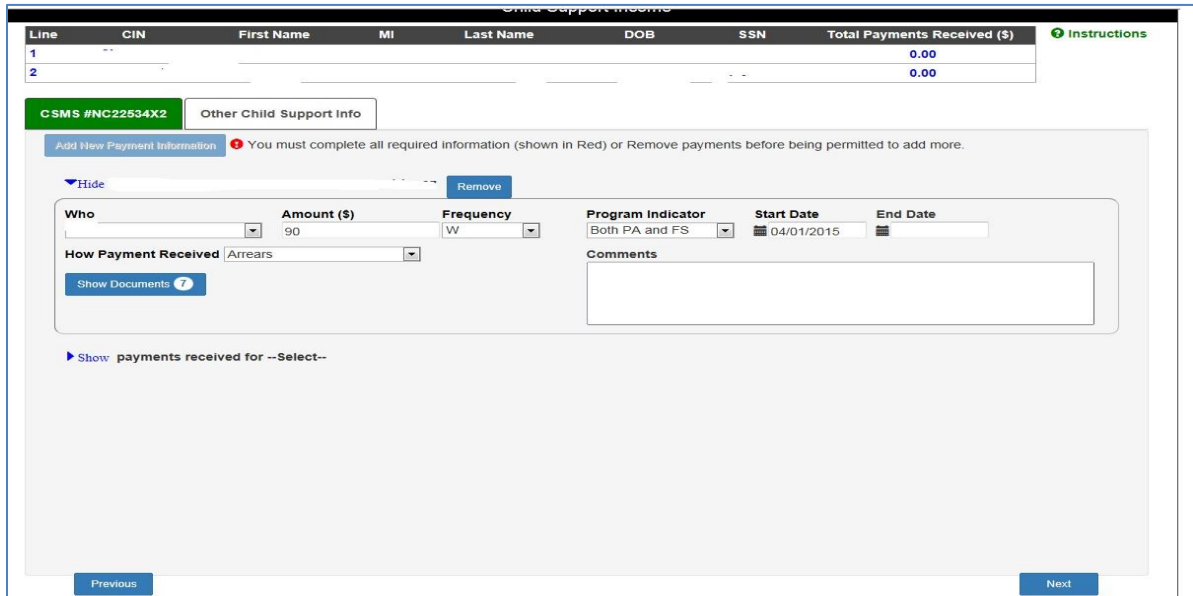 Child Support Income
Line CIN First Name MI Last Name DOB SSN Total Payments Received ($) Instructions
1 0.00
2 0.00
CSMS #NC22534X2 Other Child Support Info
Add New Payment Information You must complete all required information (shown in Red) or Remove payments before being permitted to add more.
Hide Remove
Who Amount ($) Frequency Program Indicator Start Date End Date
90 W Both PA and FS 04/01/2015
How Payment Received Arrears Comments
Show Documents 7
Show payments received for --Select--
Previous Next